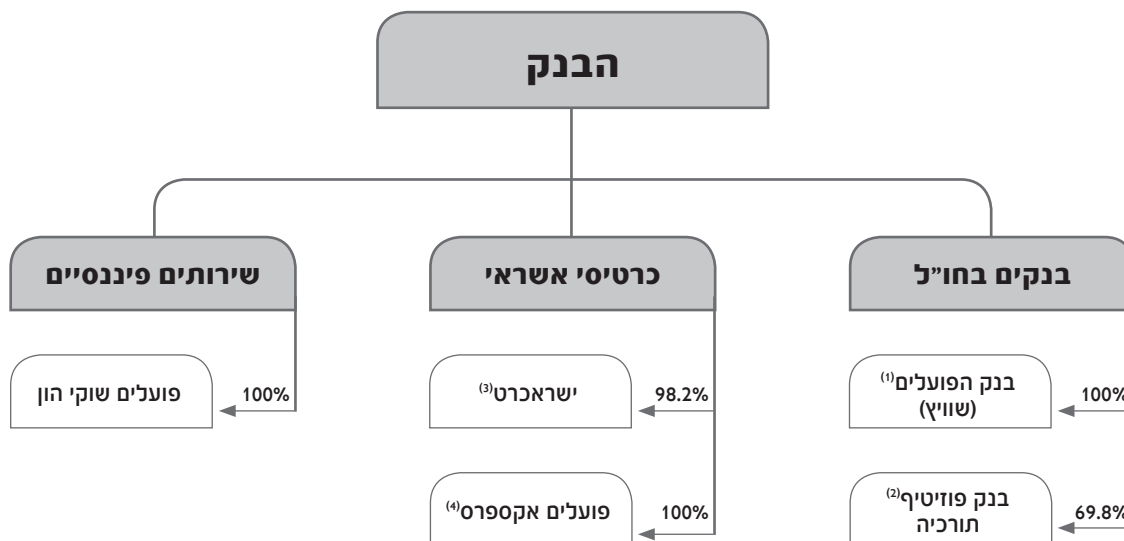 הבנק
בנקים בחו"ל
כרטיסי אשראי
שירותים פיננסיים
בנק הפועלים(1)
(שוויץ)
100%
ישראכרט(3)
98.2%
פועלים שוקי הון
100%
בנק פוזיטיף(2)
תורכיה
69.8%
פועלים אקספרס(4)
100%